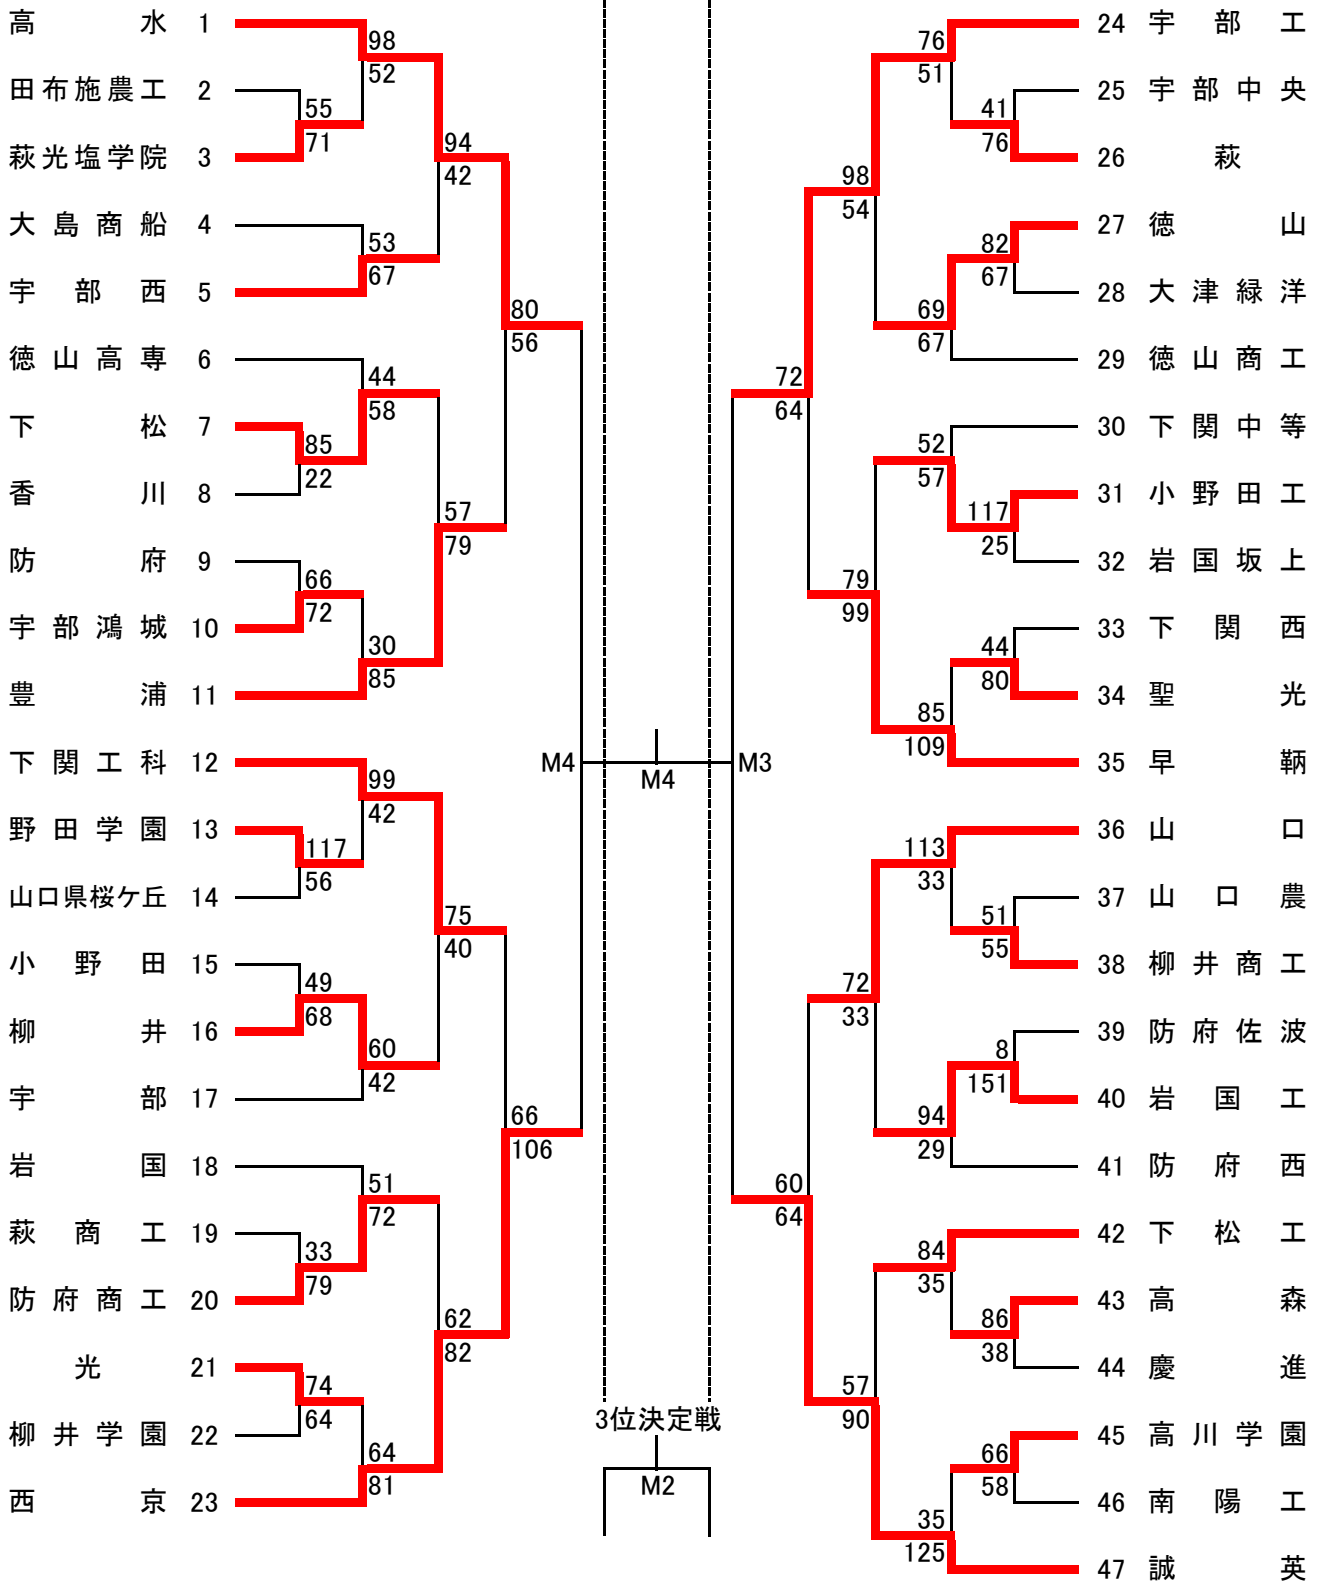 高水 1
98
52
田布施農工 2
55
71
萩光塩学院 3
94
42
大島商船 4
53
67
宇部西 5
80
56
徳山高専 6
44
58
下松 7
85
22
香川 8
57
79
防府 9
66
72
宇部鴻城 10
30
85
豊浦 11
下関工科 12
99
42
野田学園 13
117
56
山口県桜ケ丘 14
75
40
小野田 15
49
68
柳井 16
60
42
宇部 17
66
106
岩国 18
51
72
萩商工 19
33
79
防府商工 20
62
82
光 21
74
64
柳井学園 22
64
81
西京 23
M4
M4
M3
3位決定戦
M2
24 宇部工
76
51
25 宇部中央
41
76
26 萩
98
54
27 徳山
82
67
28 大津緑洋
69
67
29 徳山商工
72
64
30 下関中等
52
57
31 小野田工
117
25
32 岩国坂上
79
99
33 下関西
44
80
34 聖光
85
109
35 早鞆
36 山口
113
33
37 山口農
51
55
38 柳井商工
72
33
39 防府佐波
8
151
40 岩国工
94
29
41 防府西
60
64
42 下松工
84
35
43 高森
86
38
44 慶進
57
90
45 高川学園
66
58
46 南陽工
35
125
47 誠英